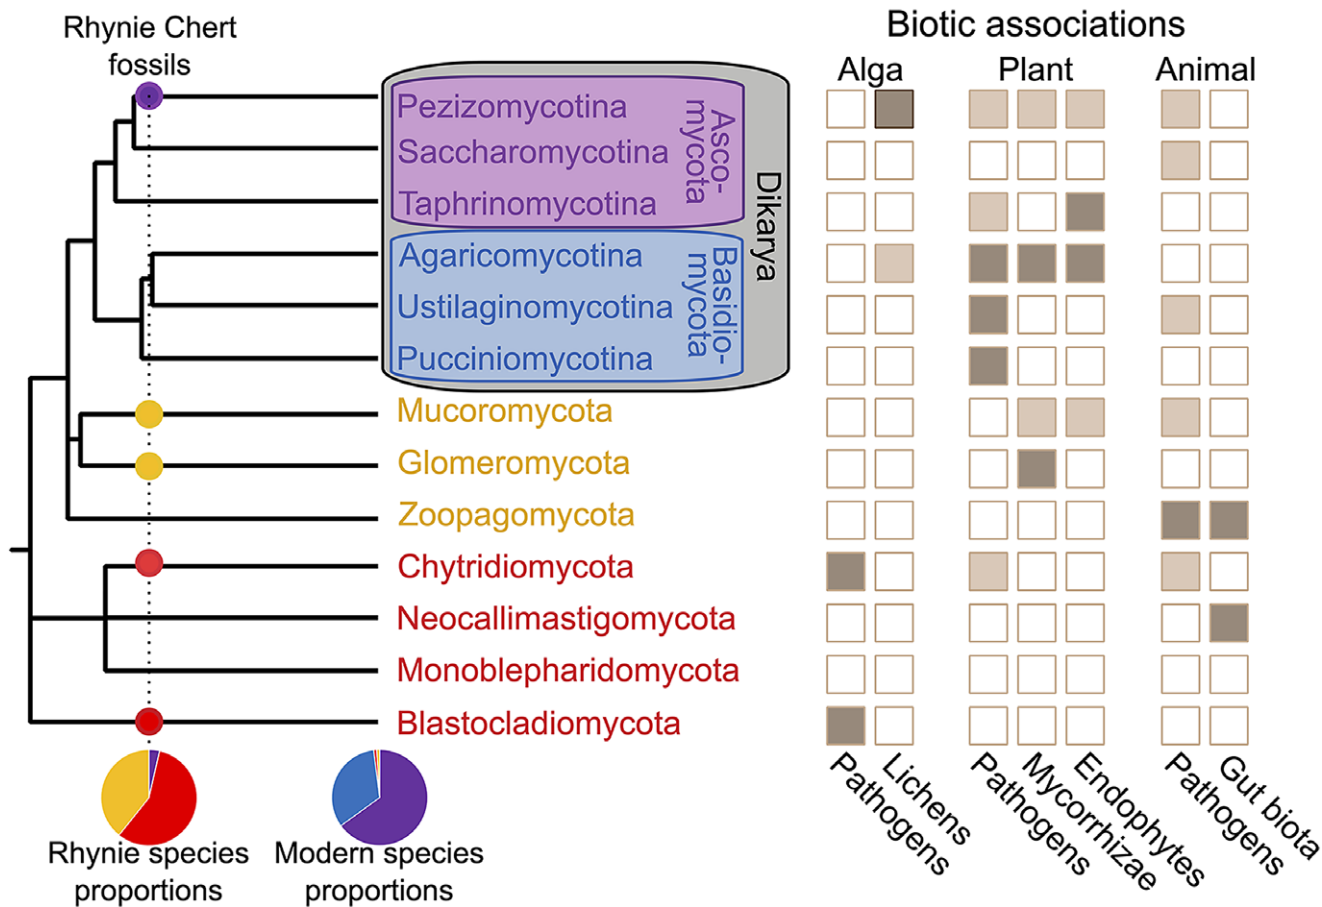 Rhynie Chert
fossils
Biotic associations
Alga
Plant
Animal
Pezizomycotina
Saccharomycotina
Taphrinomycotina
Asco-
mycota
Agaricomycotina
Ustilaginomycotina
Pucciniomycotina
Basidio-
mycota
Dikarya
Mucoromycota
Glomeromycota
Zoopagomycota
Chytridiomycota
Neocallimastigomycota
Monoblepharidomycota
Blastocladiomycota
Pathogens
Lichens
Pathogens
Mycorrhizae
Endophytes
Pathogens
Gut biota
Rhynie species
proportions
Modern species
proportions